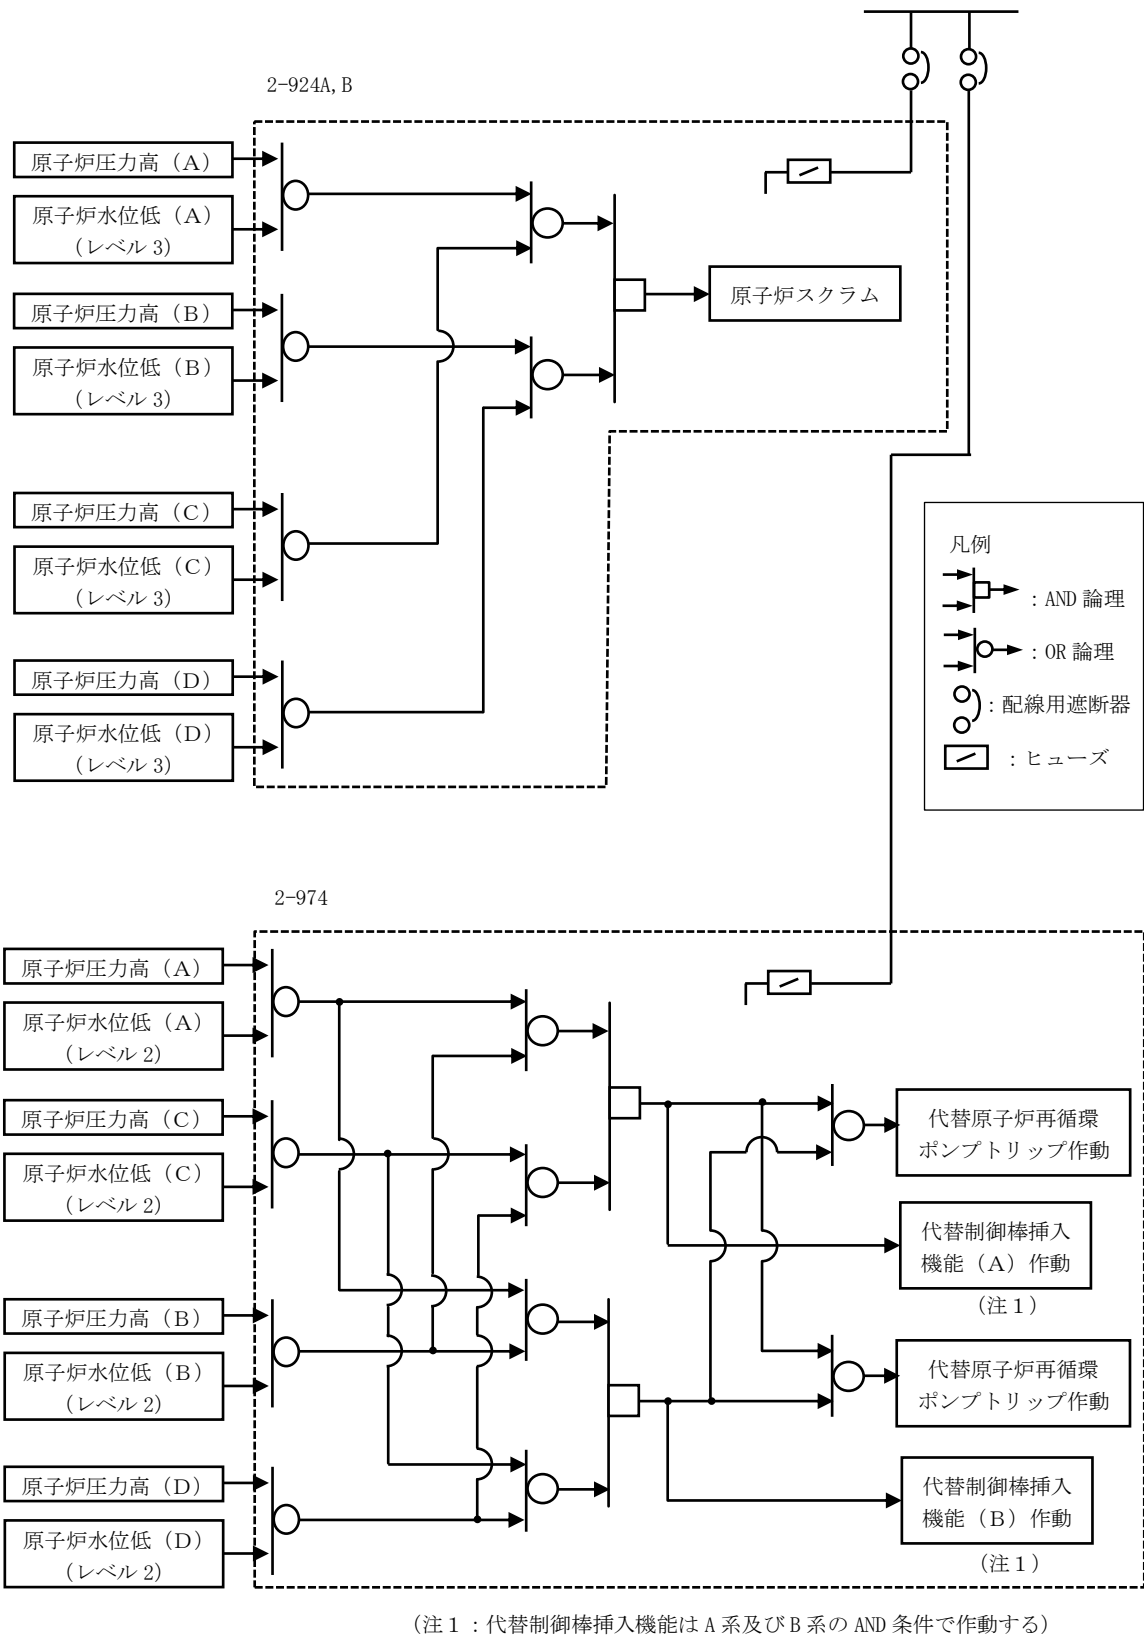 2-924A, B
原子炉圧力高（A）
原子炉水位低（A）
（レベル 3）
原子炉圧力高（B）
原子炉水位低（B）
（レベル 3）
原子炉圧力高（C）
原子炉水位低（C）
（レベル 3）
原子炉圧力高（D）
原子炉水位低（D）
（レベル 3）
原子炉スクラム
凡例
：AND 論理
：OR 論理
：配線用遮断器
：ヒューズ
2-974
原子炉圧力高（A）
原子炉水位低（A）
（レベル 2）
原子炉圧力高（C）
原子炉水位低（C）
（レベル 2）
原子炉圧力高（B）
原子炉水位低（B）
（レベル 2）
原子炉圧力高（D）
原子炉水位低（D）
（レベル 2）
代替原子炉再循環
ポンプトリップ作動
代替制御棒挿入
機能（A）作動
（注１）
代替原子炉再循環
ポンプトリップ作動
代替制御棒挿入
機能（B）作動
（注１）
（注１：代替制御棒挿入機能は A 系及び B 系の AND 条件で作動する）